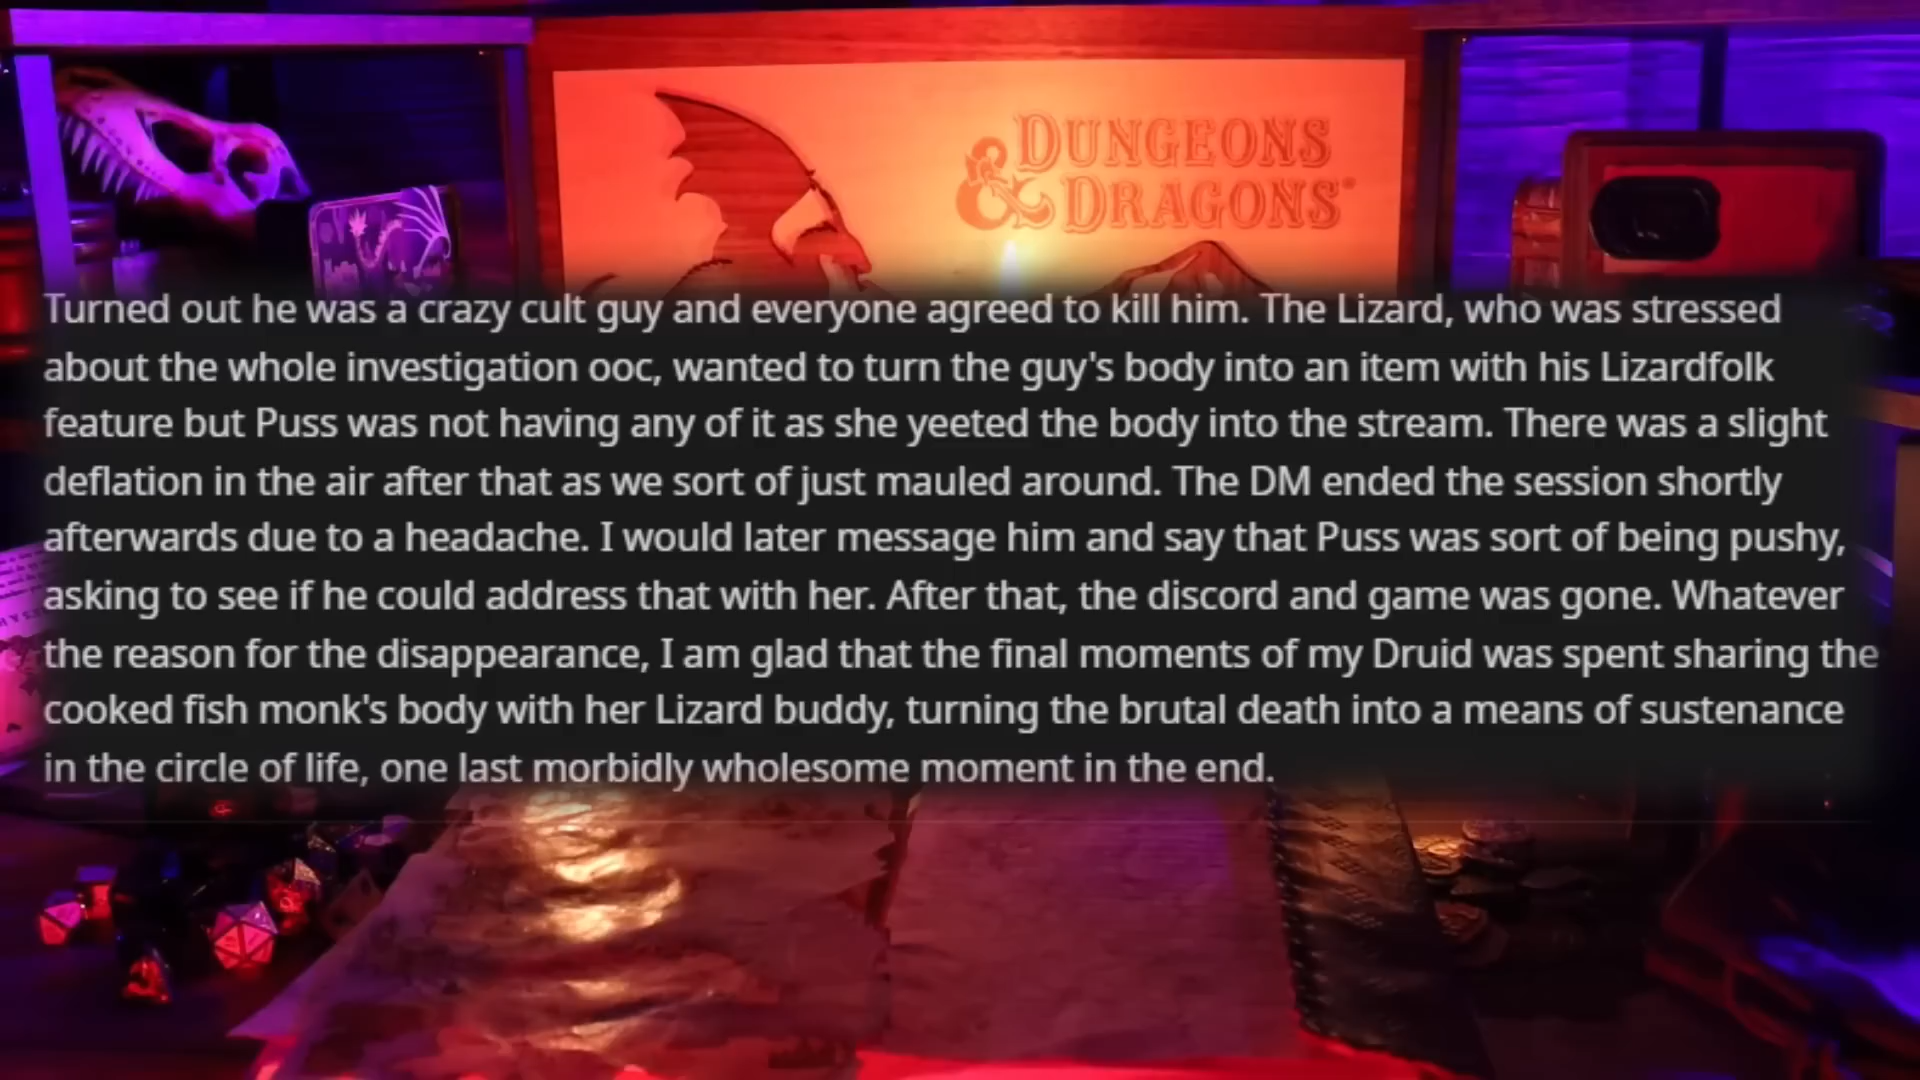 DUNGEONS
& DRAGONS
Turned out he was a crazy cult guy and everyone agreed to kill him. The Lizard, who was stressed
about the whole investigation ooc, wanted to turn the guy's body into an item with his Lizardfolk
feature but Puss was not having any of it as she yeeted the body into the stream. There was a slight
deflation in the air after that as we sort of just mauled around. The DM ended the session shortly
afterwards due to a headache. I would later message him and say that Puss was sort of being pushy,
asking to see if he could address that with her. After that, the discord and game was gone. Whatever
the reason for the disappearance, I am glad that the final moments of my Druid was spent sharing the
cooked fish monk's body with her Lizard buddy, turning the brutal death into a means of sustenance
in the circle of life, one last morbidly wholesome moment in the end.